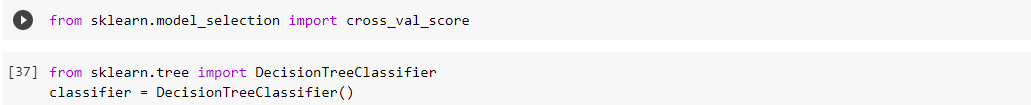 from sklearn.model_selection import cross_val_score
[37] from sklearn.tree import DecisionTreeClassifier
classifier = DecisionTreeClassifier()